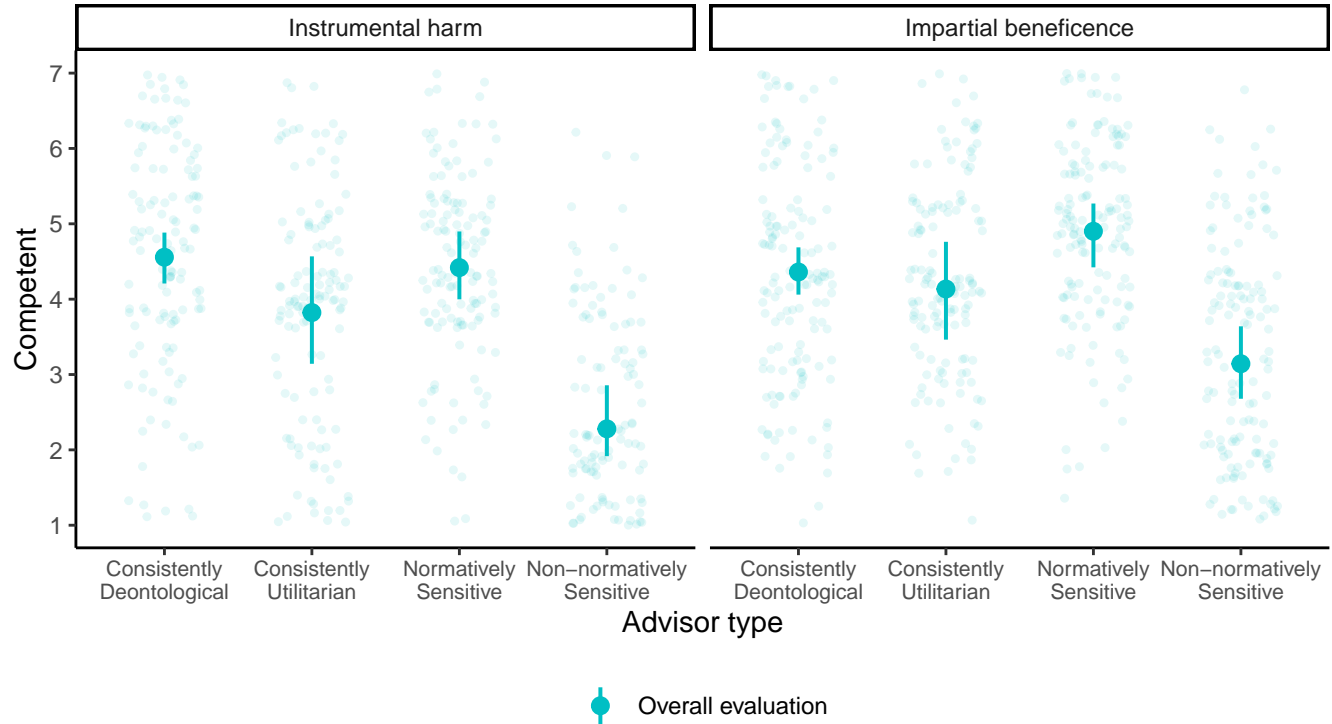 Instrumental harm
Impartial beneficence
Competent
7
6
5
4
3
2
1
Consistently
Deontological
Consistently
Utilitarian
Normatively
Sensitive
Non−normatively
Sensitive
Consistently
Deontological
Consistently
Utilitarian
Normatively
Sensitive
Non−normatively
Sensitive
Advisor type
Overall evaluation